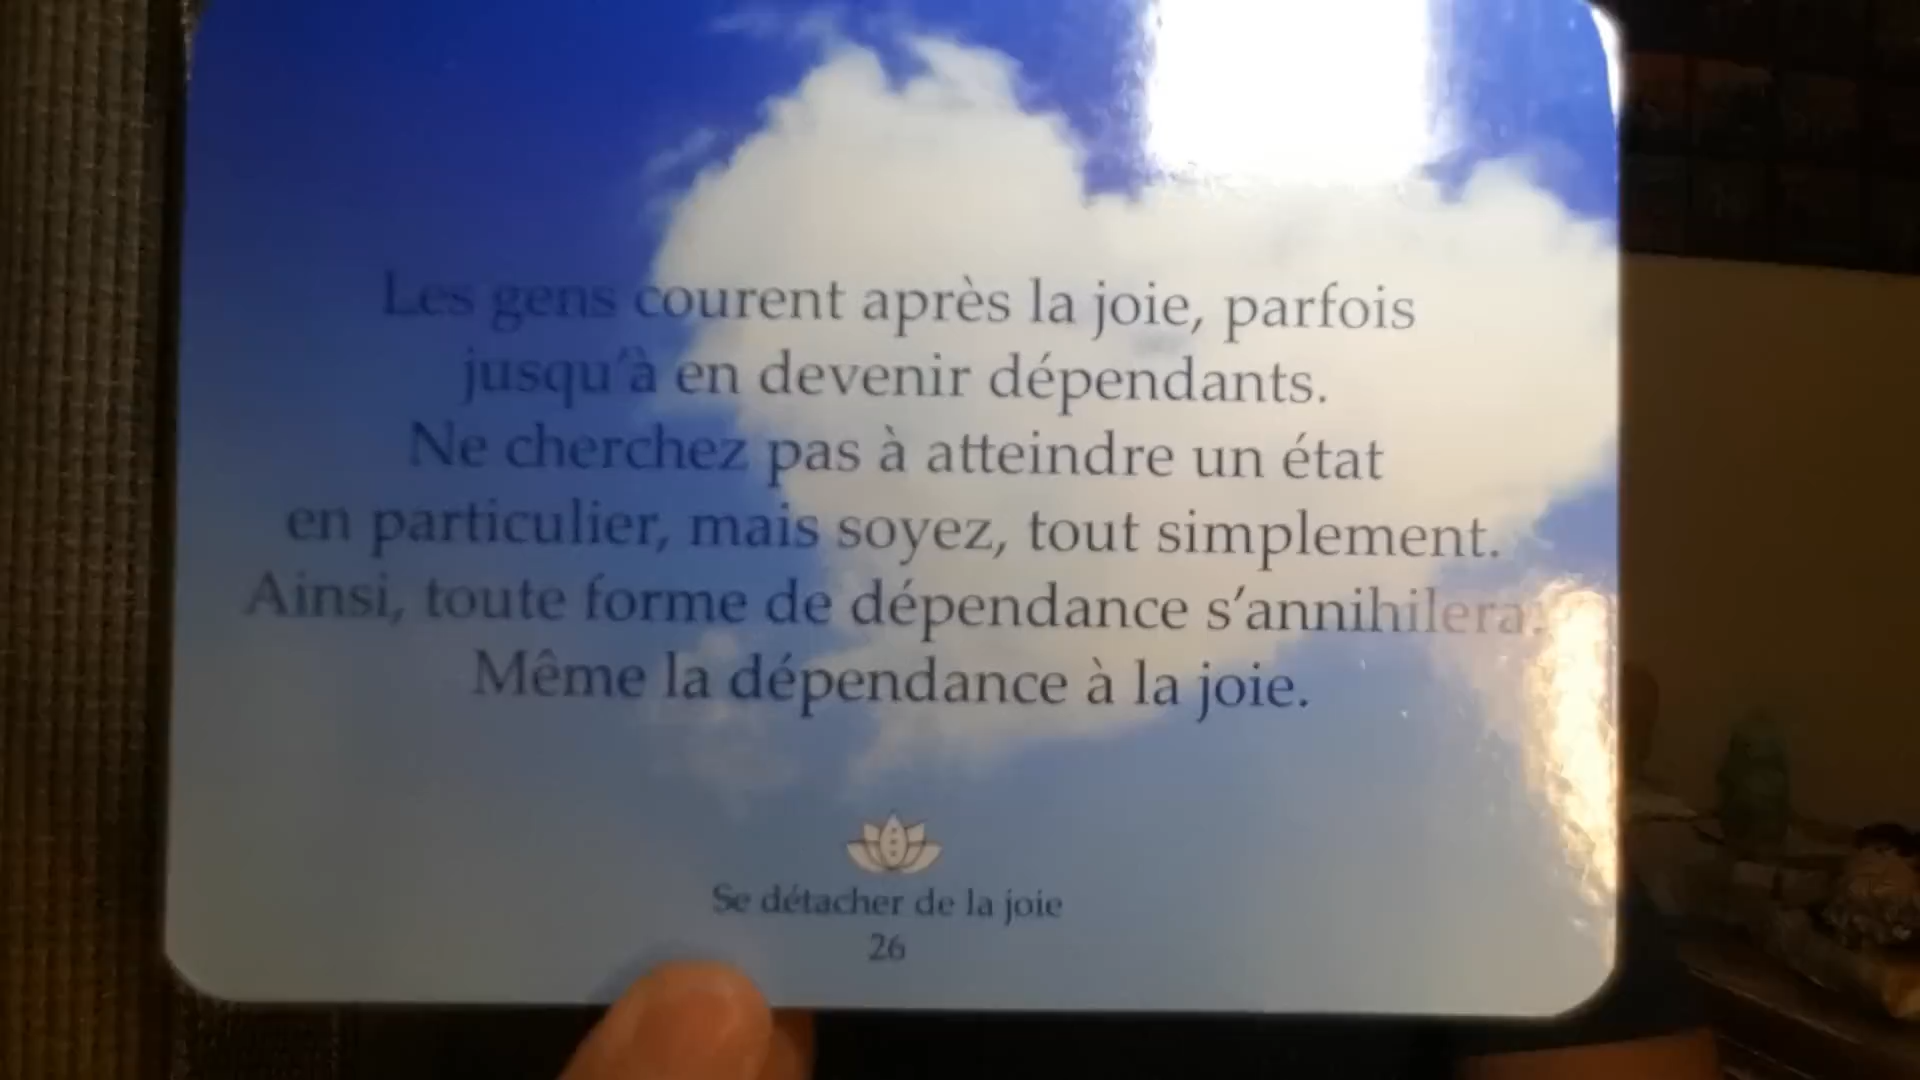 Les gens courent après la joie, parfois
jusqu'à en devenir dépendants.
Ne cherchez pas à atteindre un état
en particulier, mais soyez, tout simplement.
Ainsi, toute forme de dépendance s'annihilera.
Même la dépendance à la joie.
Se détacher de la joie
26